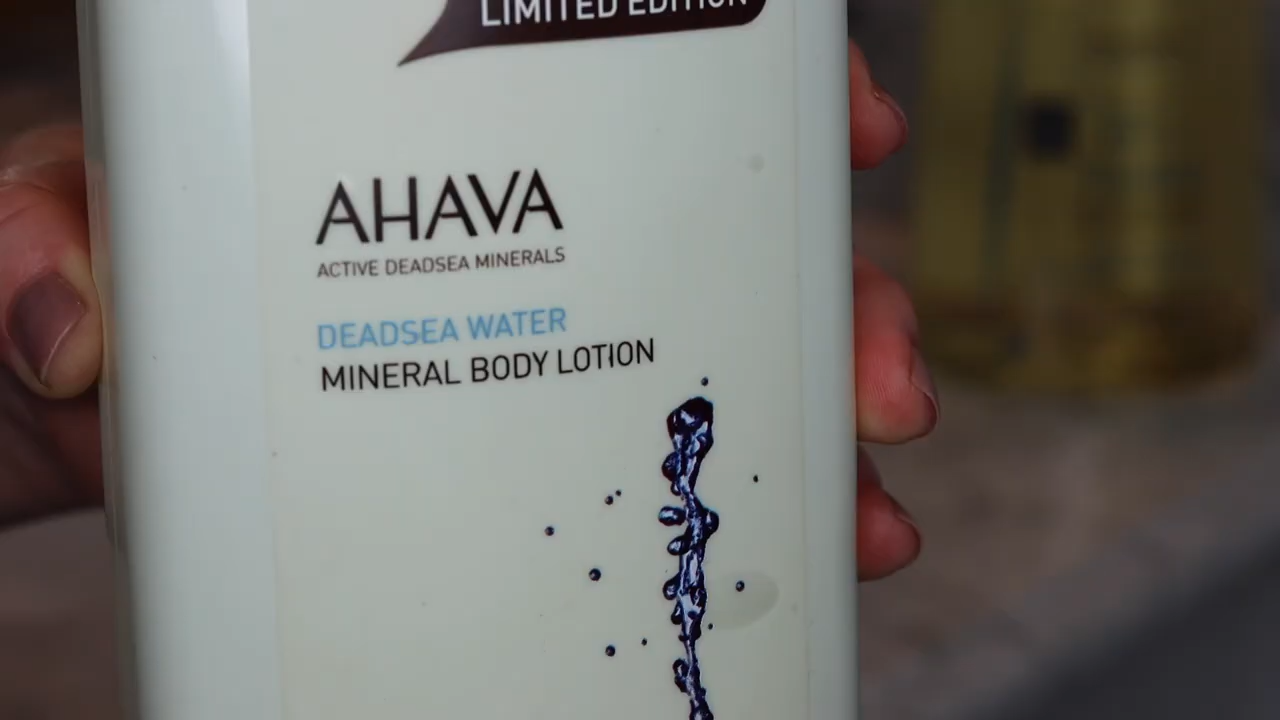 LIMITED EDITION
AHAVA
ACTIVE DEADSEA MINERALS
DEADSEA WATER
MINERAL BODY LOTION